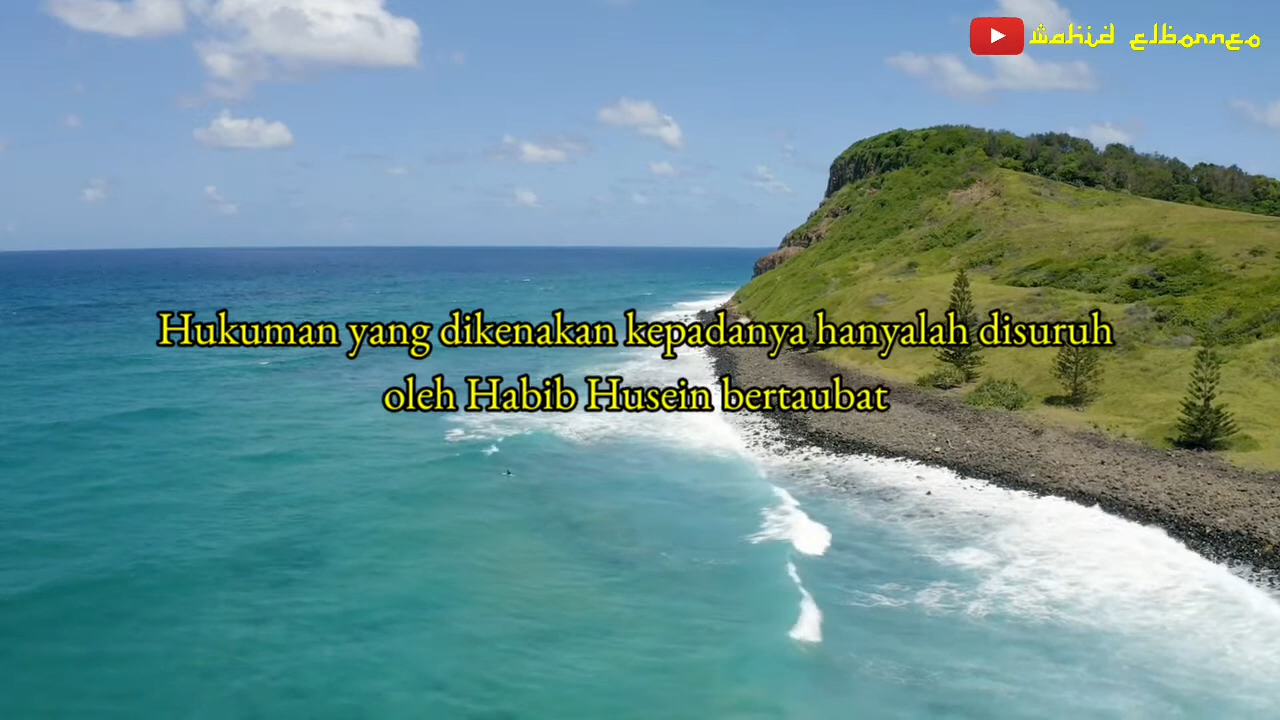 Wahid elborneo
Hukuman yang dikenakan kepadanya hanyalah disuruh
oleh Habib Husein bertaubat